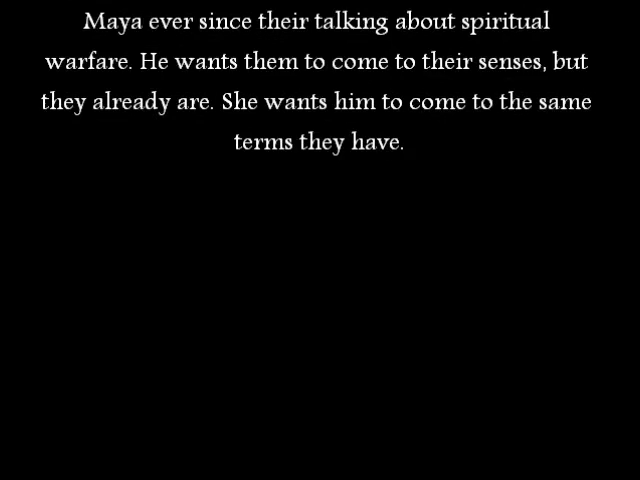 Maya ever since their talking about spiritual
warfare. He wants them to come to their senses, but
they already are. She wants him to come to the same
terms they have.